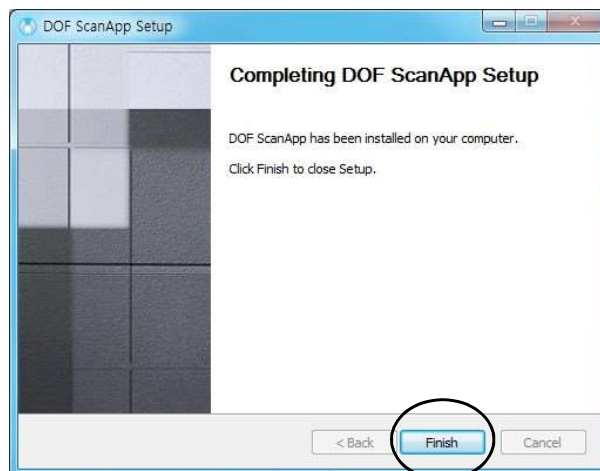 DOF ScanApp Setup
Completing DOF ScanApp Setup
DOF ScanApp has been installed on your computer.
Click Finish to close Setup.
< Back Finish Cancel